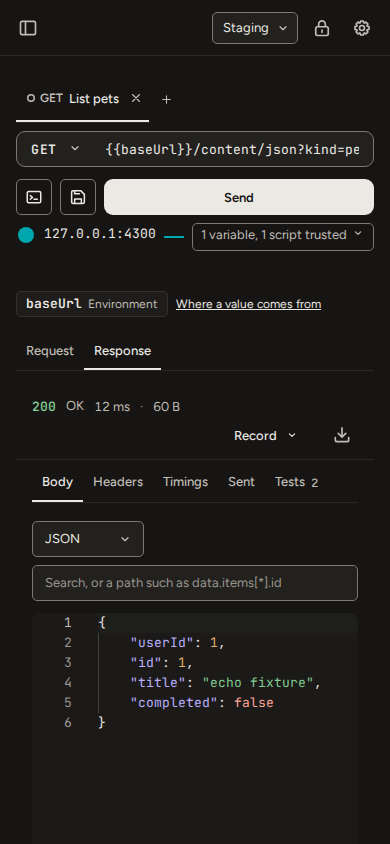 Staging
GET List pets
GET {{baseUrl}}/content/json?kind=pe
Send
127.0.0.1:4300 1 variable, 1 script trusted
baseUrl Environment Where a value comes from
Request Response
200 OK 12 ms · 60 B
Record
Body Headers Timings Sent Tests 2
JSON
Search, or a path such as data.items[*].id
1 {
2 "userId": 1,
3 "id": 1,
4 "title": "echo fixture",
5 "completed": false
6 }